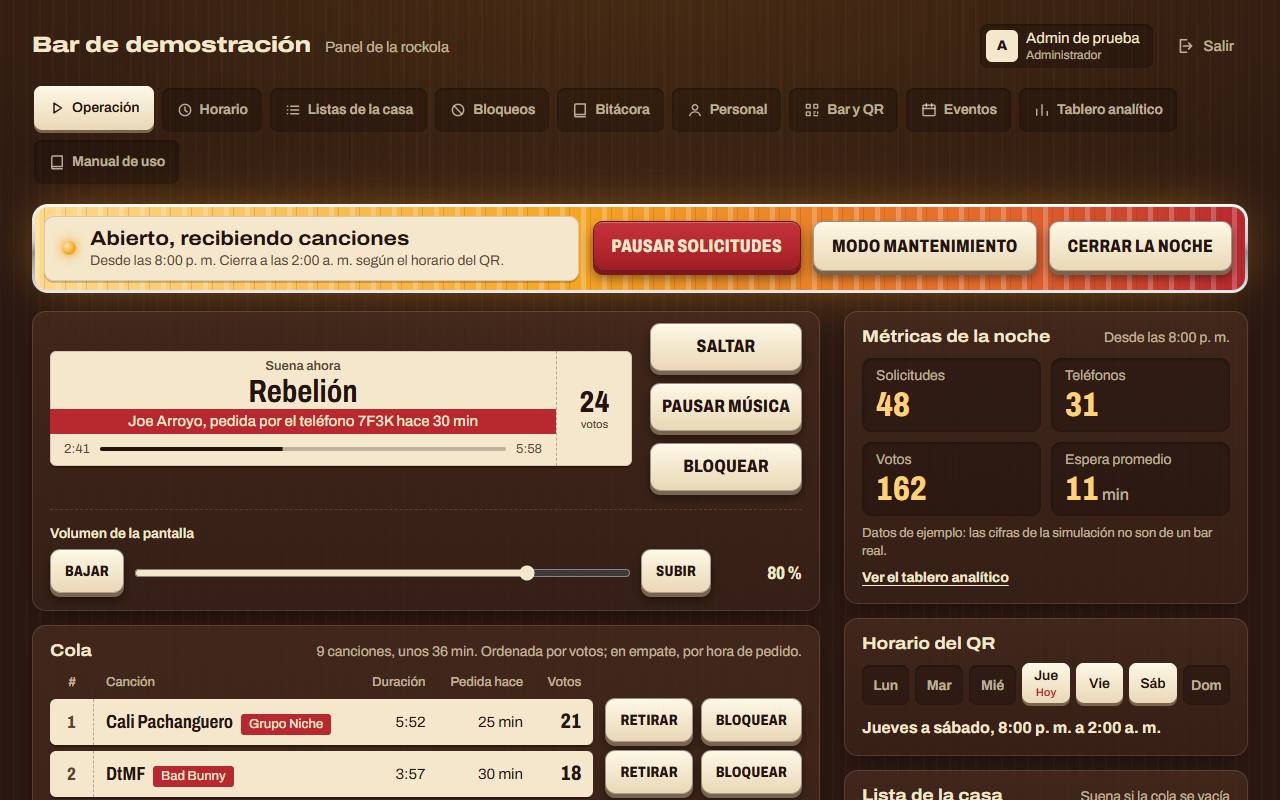 Bar de demostración Panel de la rockola
A Admin de prueba
Administrador
Salir
Operación Horario Listas de la casa Bloqueos Bitácora Personal Bar y QR Eventos Tablero analítico
Manual de uso
Abierto, recibiendo canciones
Desde las 8:00 p. m. Cierra a las 2:00 a. m. según el horario del QR.
PAUSAR SOLICITUDES MODO MANTENIMIENTO CERRAR LA NOCHE
Suena ahora
Rebelión
Joe Arroyo, pedida por el teléfono 7F3K hace 30 min
2:41 5:58
24
votos
SALTAR
PAUSAR MÚSICA
BLOQUEAR
Volumen de la pantalla
BAJAR SUBIR 80 %
Cola 9 canciones, unos 36 min. Ordenada por votos; en empate, por hora de pedido.
# Canción Duración Pedida hace Votos
1 Cali Pachanguero Grupo Niche 5:52 25 min 21 RETIRAR BLOQUEAR
2 DtMF Bad Bunny 3:57 30 min 18 RETIRAR BLOQUEAR
Métricas de la noche Desde las 8:00 p. m.
Solicitudes Teléfonos
48 31
Votos Espera promedio
162 11 min
Datos de ejemplo: las cifras de la simulación no son de un bar
real.
Ver el tablero analítico
Horario del QR
Lun Mar Mié Jue Vie Sáb Dom
Hoy
Jueves a sábado, 8:00 p. m. a 2:00 a. m.
Lista de la casa Suena si la cola se vacía